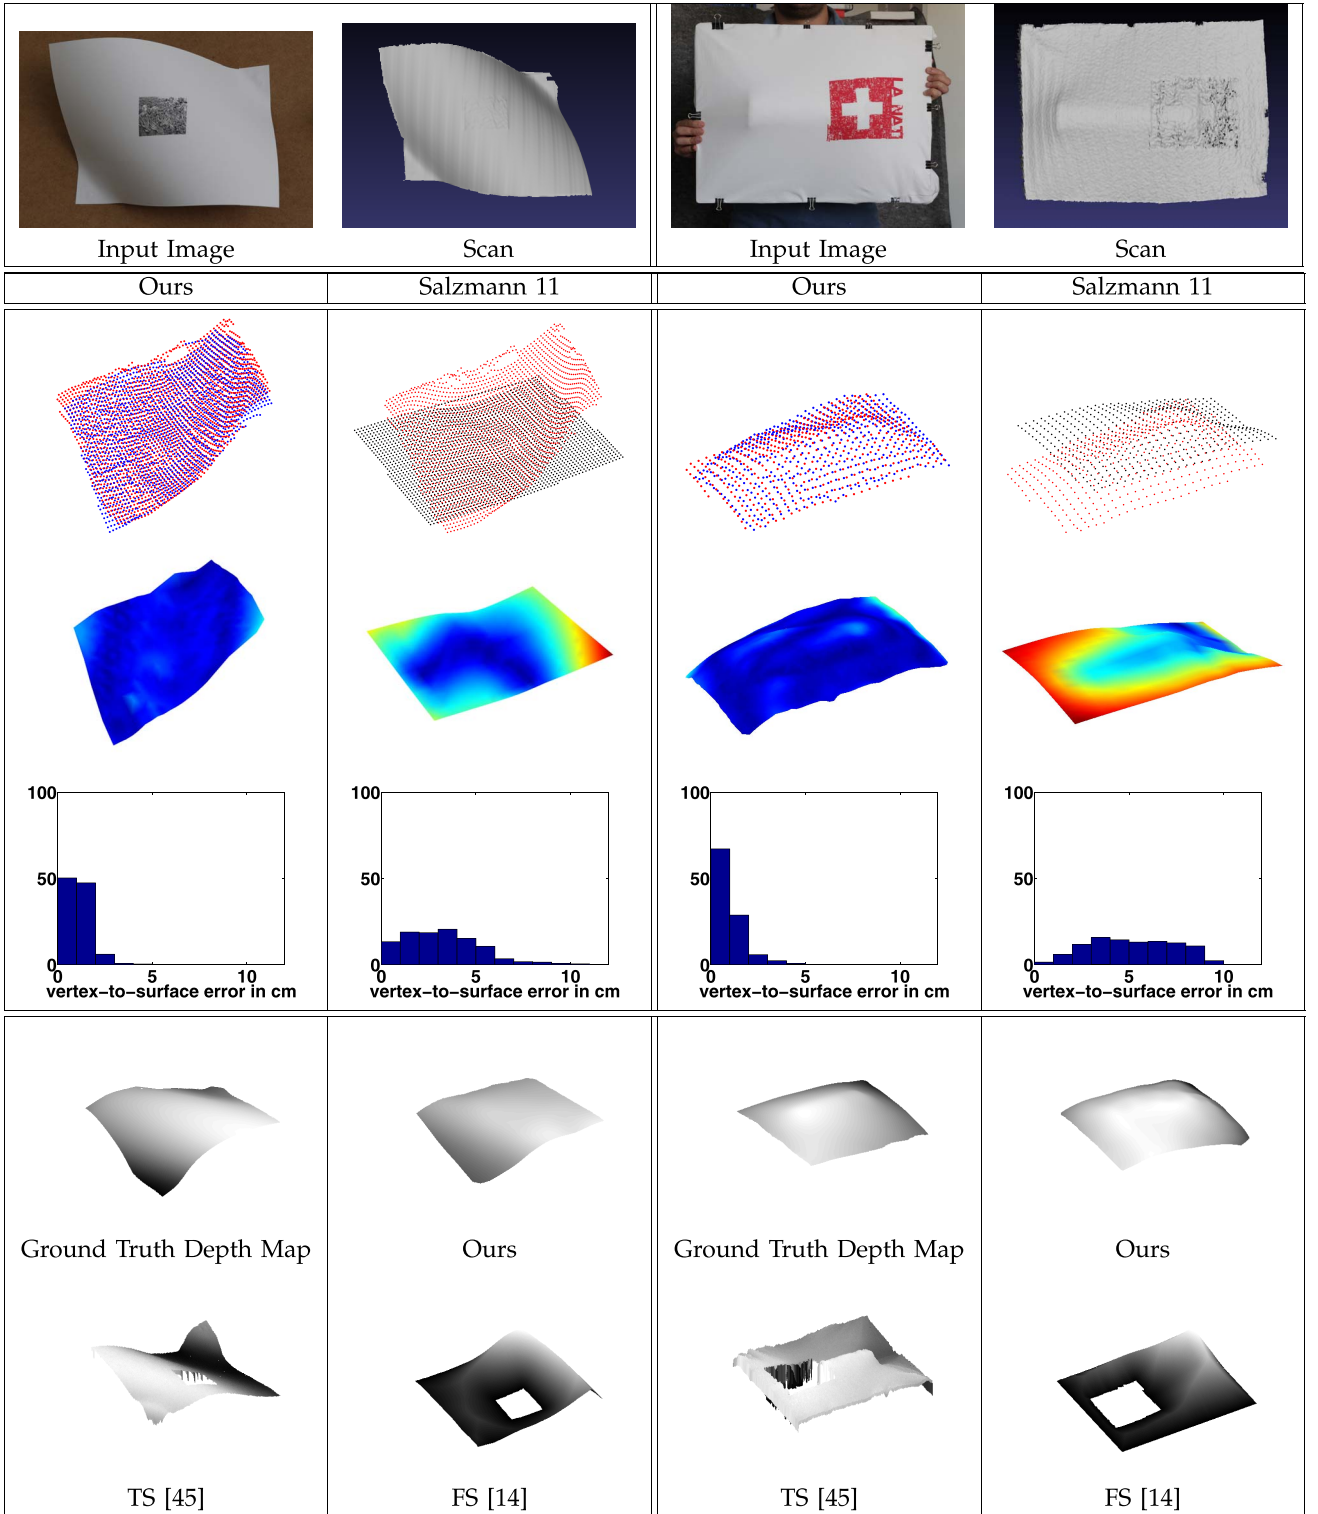 LA NATI
Input Image
Scan
Input Image
Scan
Ours
Salzmann 11
Ours
Salzmann 11
100
50
0
0 5 10
vertex-to-surface error in cm
100
50
0
0 5 10
vertex-to-surface error in cm
100
50
0
0 5 10
vertex-to-surface error in cm
100
50
0
0 5 10
vertex-to-surface error in cm
Ground Truth Depth Map
Ours
Ground Truth Depth Map
Ours
TS [45]
FS [14]
TS [45]
FS [14]